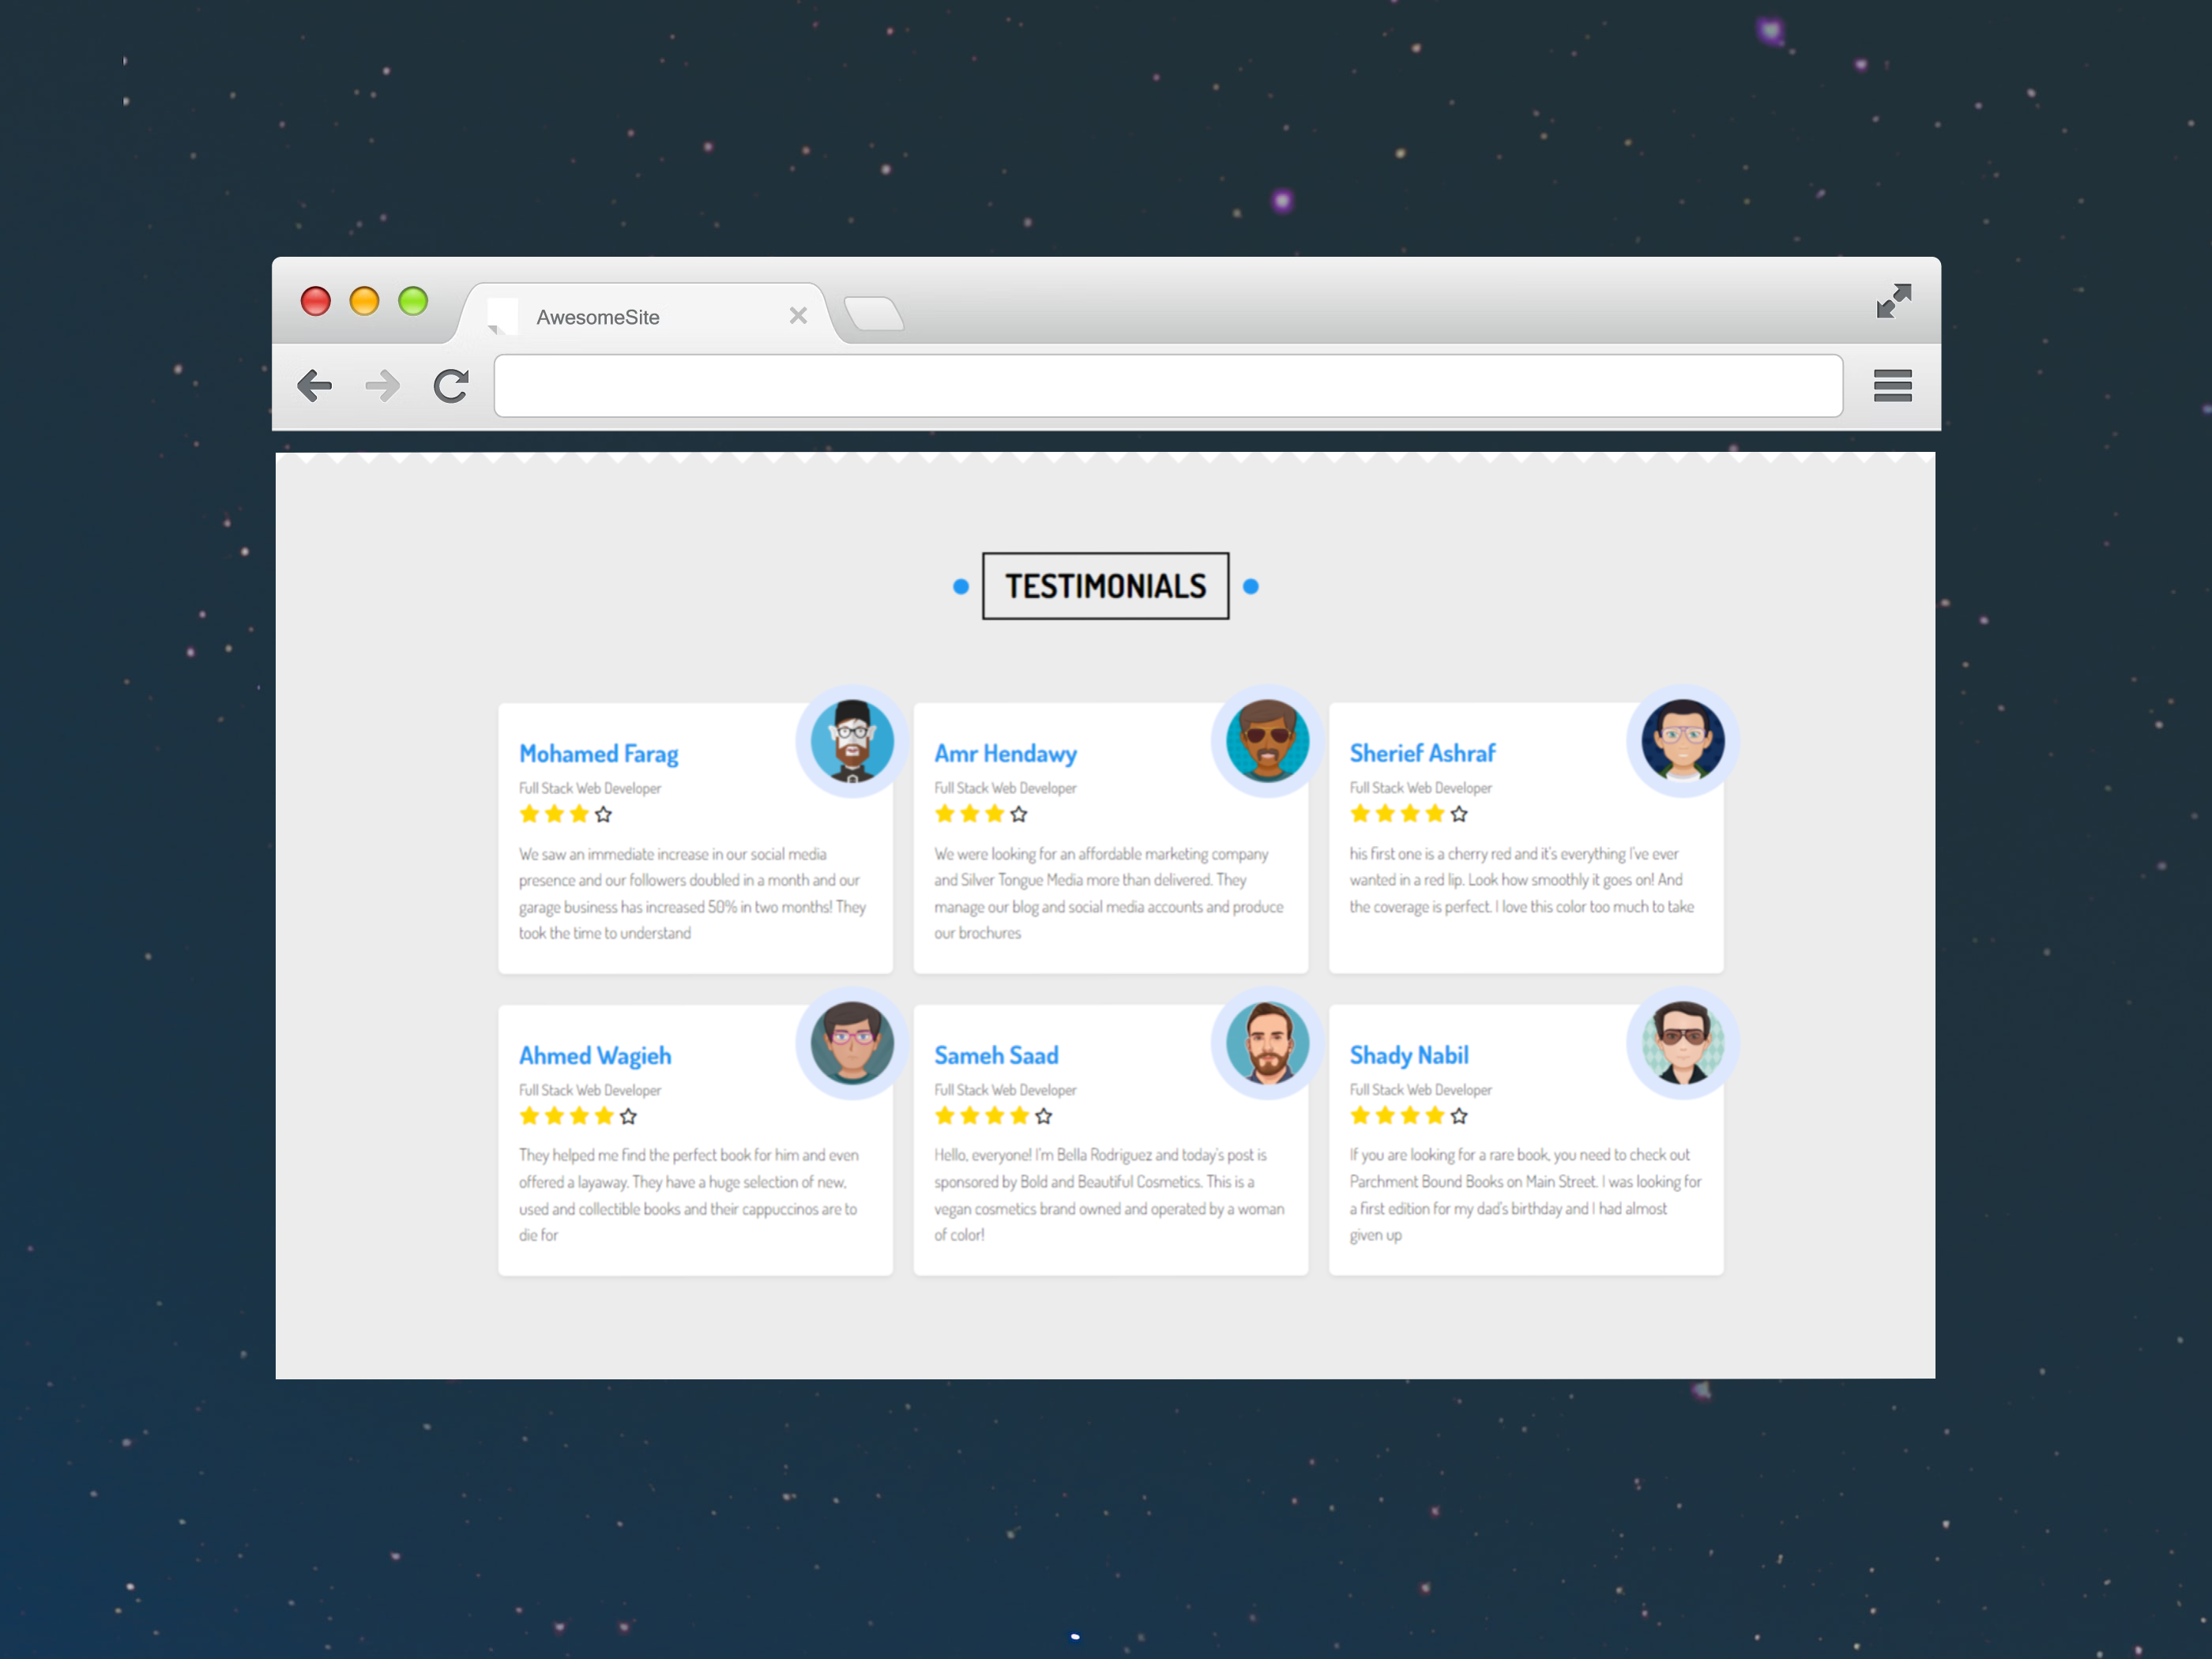 AwesomeSite
TESTIMONIALS
Mohamed Farag
Full Stack Web Developer
We saw an immediate increase in our social media
presence and our followers doubled in a month and our
garage business has increased 50% in two months! They
took the time to understand
Amr Hendawy
Full Stack Web Developer
We were looking for an affordable marketing company
and Silver Tongue Media more than delivered. They
manage our blog and social media accounts and produce
our brochures
Sherief Ashraf
Full Stack Web Developer
his first one is a cherry red and it's everything I've ever
wanted in a red lip. Look how smoothly it goes on! And
the coverage is perfect. I love this color too much to take
Ahmed Wagieh
Full Stack Web Developer
They helped me find the perfect book for him and even
offered a layaway. They have a huge selection of new,
used and collectible books and their cappuccinos are to
die for
Sameh Saad
Full Stack Web Developer
Hello, everyone! I'm Bella Rodriguez and today's post is
sponsored by Bold and Beautiful Cosmetics. This is a
vegan cosmetics brand owned and operated by a woman
of color!
Shady Nabil
Full Stack Web Developer
If you are looking for a rare book, you need to check out
Parchment Bound Books on Main Street. I was looking for
a first edition for my dad's birthday and I had almost
given up